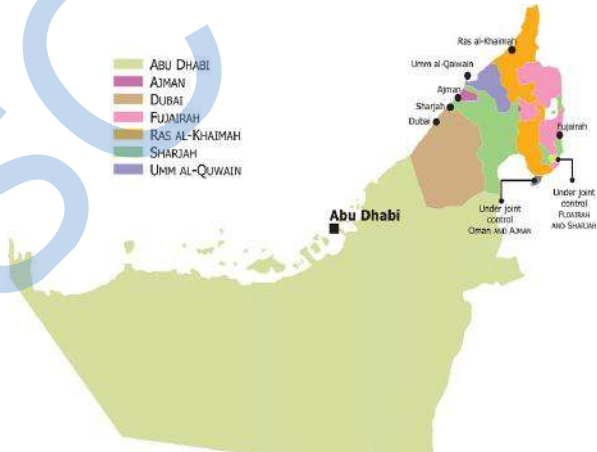 ABU DHABI
AJMAN
DUBAI
FUJAIRAH
RAS AL-KHAIMAH
SHARJAH
UMM AL-QUWAIN
Ras al-Khaimah
Umm al-Qaiwain
Ajman
Sharjah
Dubai
Fujairah
Under joint
control
OMAN AND AJMAN
Under joint
control
FUJAIRAH
AND SHARJAH
Abu Dhabi